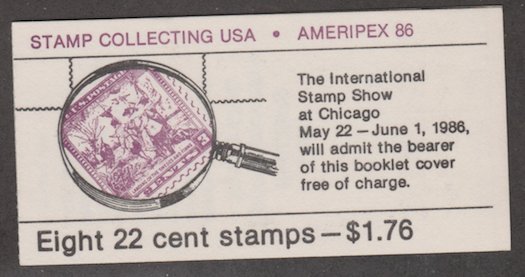 STAMP COLLECTING USA • AMERIPEX 86
U.S. POSTAGE
The International
Stamp Show
at Chicago
May 22 – June 1, 1986,
will admit the bearer
of this booklet cover
free of charge.
Eight 22 cent stamps – $1.76